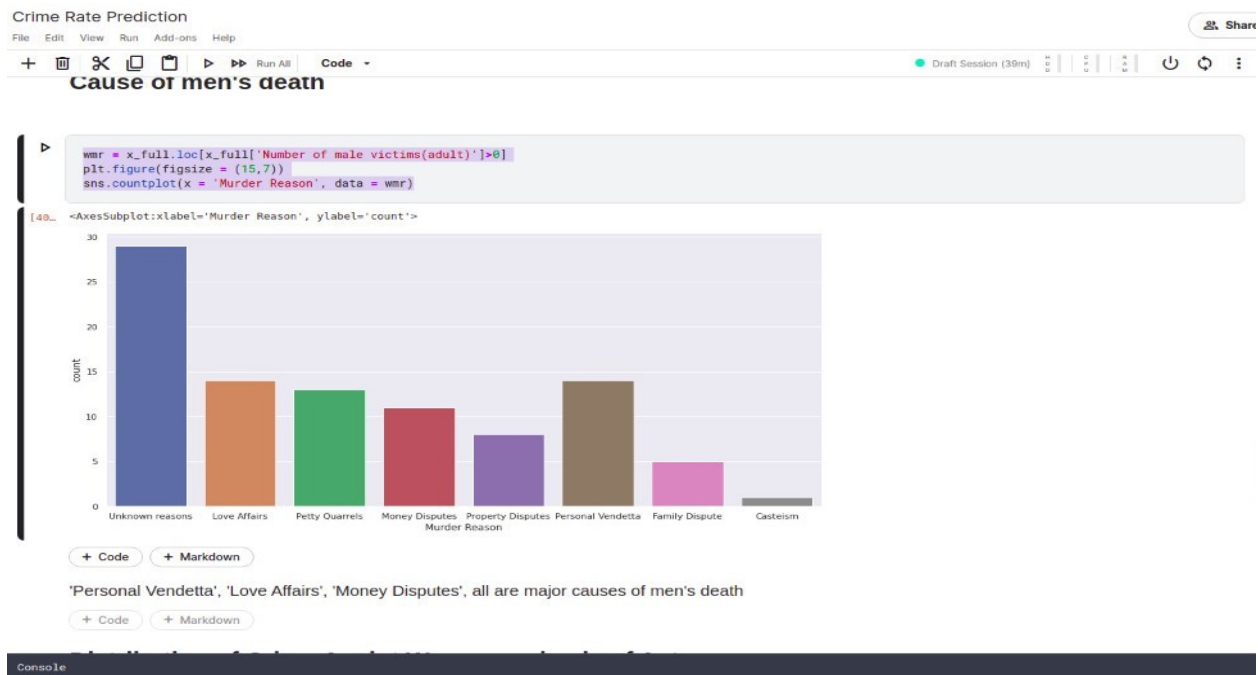 Crime Rate Prediction
Share
File Edit View Run Add-ons Help
Run All Code
Draft Session (39m)
Cause of men's death
wmr = x_full.loc[x_full['Number of male victims(adult)']>0]
plt.figure(figsize = (15,7))
sns.countplot(x = 'Murder Reason', data = wmr)
[40… <AxesSubplot:xlabel='Murder Reason', ylabel='count'>
30
25
20
15
10
5
0
count
Unknown reasons Love Affairs Petty Quarrels Money Disputes Property Disputes Personal Vendetta Family Dispute Casteism
Murder Reason
+ Code + Markdown
'Personal Vendetta', 'Love Affairs', 'Money Disputes', all are major causes of men's death
+ Code + Markdown
Console